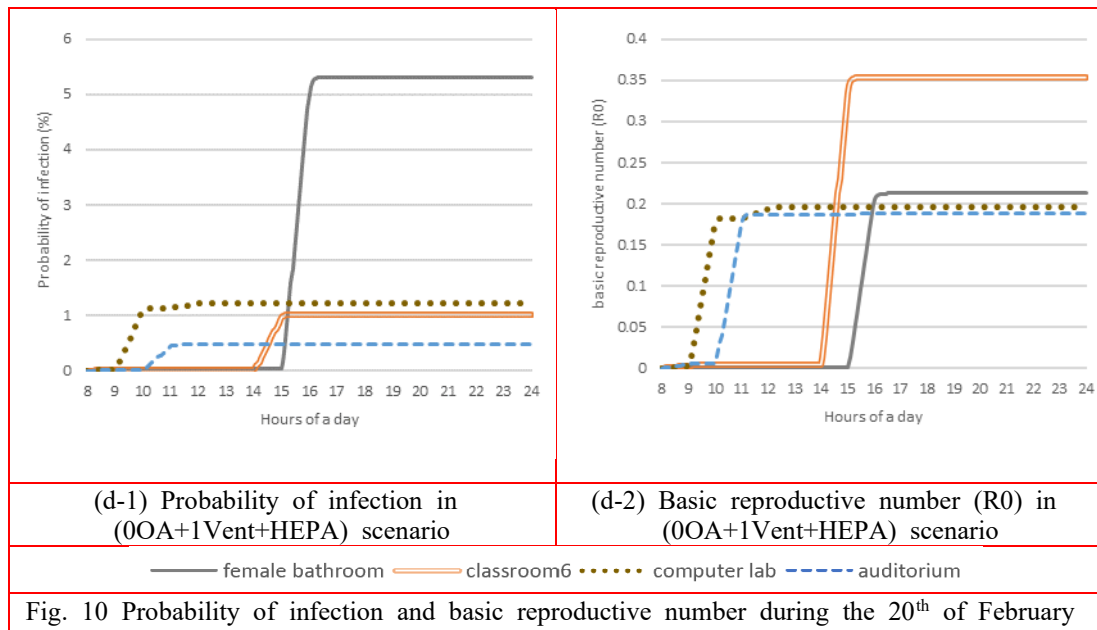 6
5
4
3
2
1
0
Probability of infection (%)
8 9 10 11 12 13 14 15 16 17 18 19 20 21 22 23 24
Hours of a day
0.4
0.35
0.3
0.25
0.2
0.15
0.1
0.05
0
basic reproductive number (R0)
8 9 10 11 12 13 14 15 16 17 18 19 20 21 22 23 24
Hours of a day
(d-1) Probability of infection in
(0OA+1Vent+HEPA) scenario
(d-2) Basic reproductive number (R0) in
(0OA+1Vent+HEPA) scenario
female bathroom classroom6 computer lab auditorium
Fig. 10 Probability of infection and basic reproductive number during the 20th of February